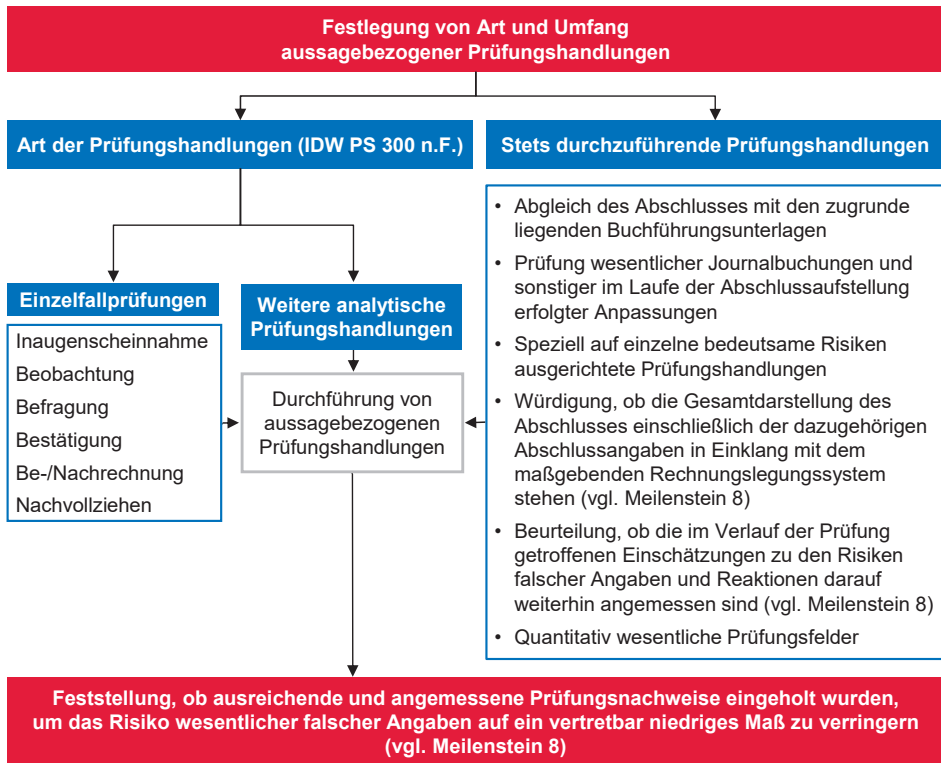 Festlegung von Art und Umfang
aussagebezogener Prüfungshandlungen
Art der Prüfungshandlungen (IDW PS 300 n.F.)
Einzelfallprüfungen
Inaugenscheinnahme
Beobachtung
Befragung
Bestätigung
Be-/Nachrechnung
Nachvollziehen
Weitere analytische
Prüfungshandlungen
Durchführung von
aussagebezogenen
Prüfungshandlungen
Stets durchzuführende Prüfungshandlungen
• Abgleich des Abschlusses mit den zugrunde
liegenden Buchführungsunterlagen
• Prüfung wesentlicher Journalbuchungen und
sonstiger im Laufe der Abschlussaufstellung
erfolgter Anpassungen
• Speziell auf einzelne bedeutsame Risiken
ausgerichtete Prüfungshandlungen
• Würdigung, ob die Gesamtdarstellung des
Abschlusses einschließlich der dazugehörigen
Abschlussangaben in Einklang mit dem
maßgebenden Rechnungslegungssystem
stehen (vgl. Meilenstein 8)
• Beurteilung, ob die im Verlauf der Prüfung
getroffenen Einschätzungen zu den Risiken
falscher Angaben und Reaktionen darauf
weiterhin angemessen sind (vgl. Meilenstein 8)
• Quantitativ wesentliche Prüfungsfelder
Feststellung, ob ausreichende und angemessene Prüfungsnachweise eingeholt wurden,
um das Risiko wesentlicher falscher Angaben auf ein vertretbar niedriges Maß zu verringern
(vgl. Meilenstein 8)